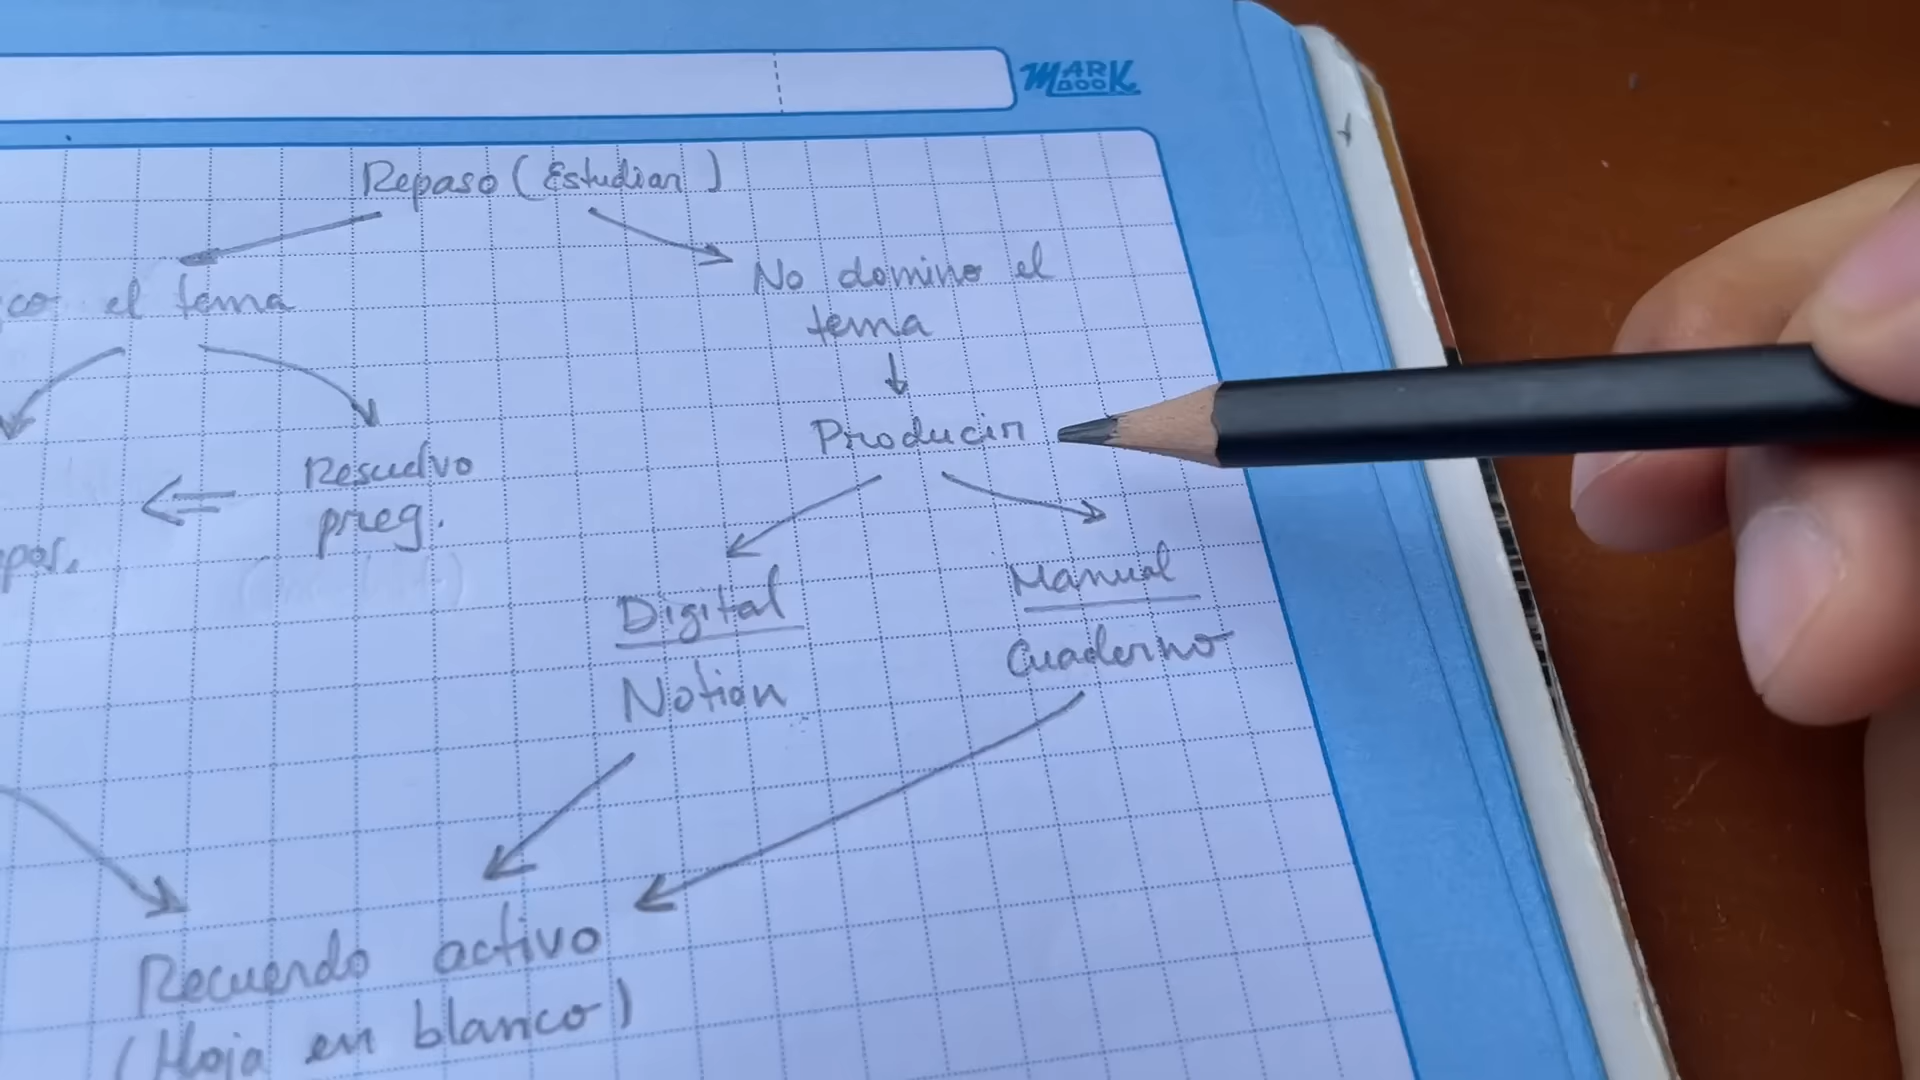 MARK BOOK
Repaso (Estudiar)
el tema
No domino el
tema
Producir
Resuelvo
preg.
Digital
Notion
Manual
Cuaderno
Recuerdo activo
(Hoja en blanco)